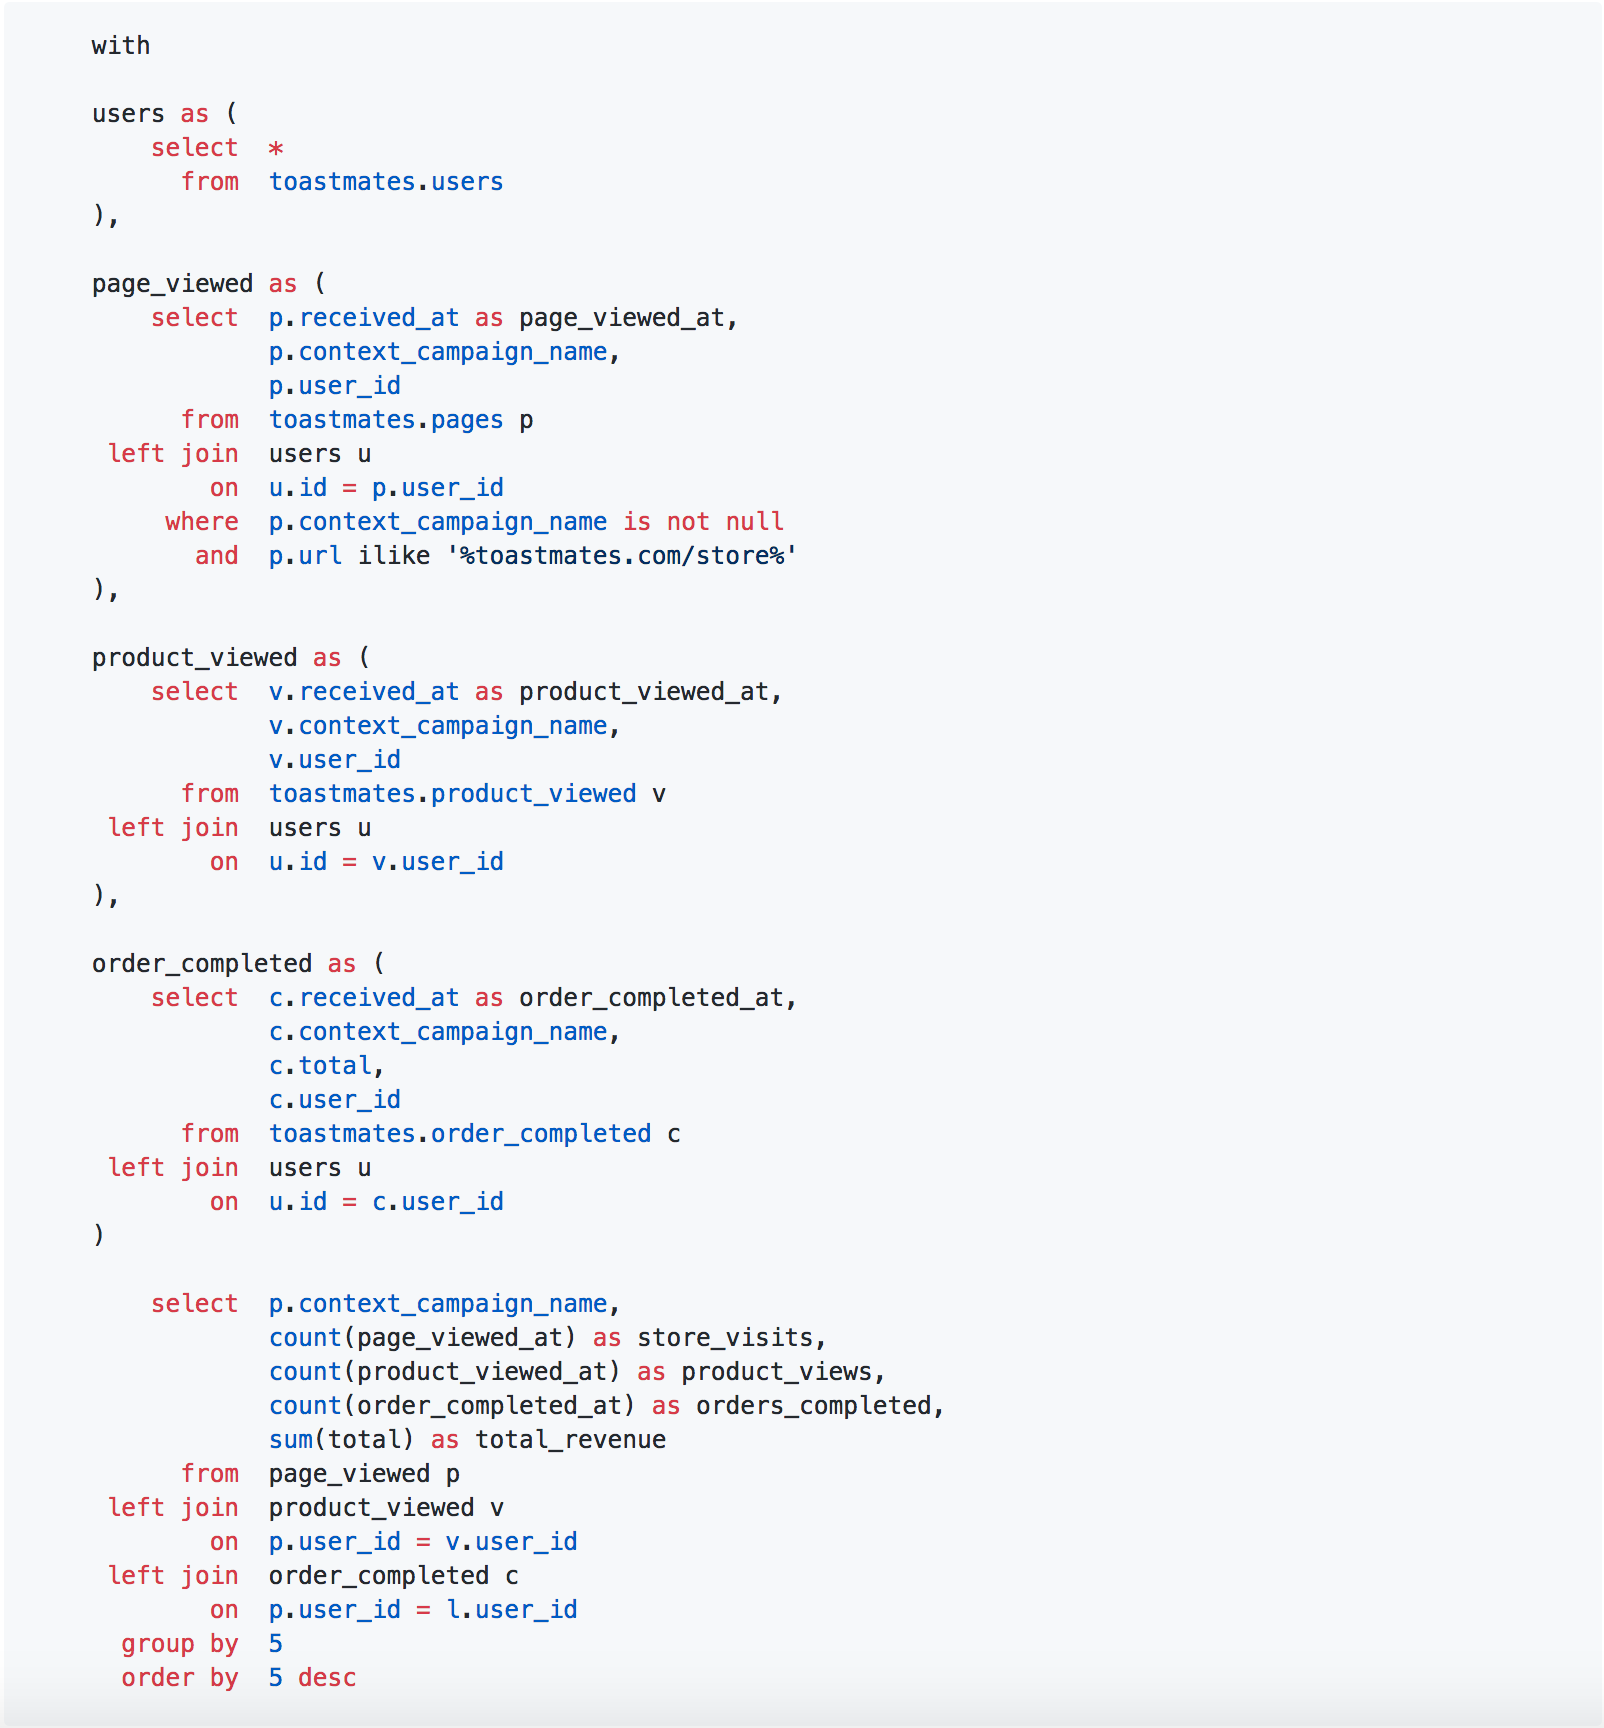 with
users as (
select *
from toastmates.users
),
page_viewed as (
select p.received_at as page_viewed_at,
p.context_campaign_name,
p.user_id
from toastmates.pages p
left join users u
on u.id = p.user_id
where p.context_campaign_name is not null
and p.url ilike '%toastmates.com/store%'
),
product_viewed as (
select v.received_at as product_viewed_at,
v.context_campaign_name,
v.user_id
from toastmates.product_viewed v
left join users u
on u.id = v.user_id
),
order_completed as (
select c.received_at as order_completed_at,
c.context_campaign_name,
c.total,
c.user_id
from toastmates.order_completed c
left join users u
on u.id = c.user_id
)
select p.context_campaign_name,
count(page_viewed_at) as store_visits,
count(product_viewed_at) as product_views,
count(order_completed_at) as orders_completed,
sum(total) as total_revenue
from page_viewed p
left join product_viewed v
on p.user_id = v.user_id
left join order_completed c
on p.user_id = l.user_id
group by 5
order by 5 desc